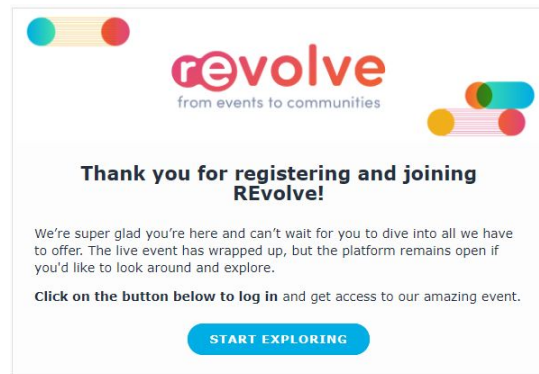 revolve
from events to communities
Thank you for registering and joining
REvolve!
We’re super glad you’re here and can’t wait for you to dive into all we have
to offer. The live event has wrapped up, but the platform remains open if
you'd like to look around and explore.
Click on the button below to log in and get access to our amazing event.
START EXPLORING